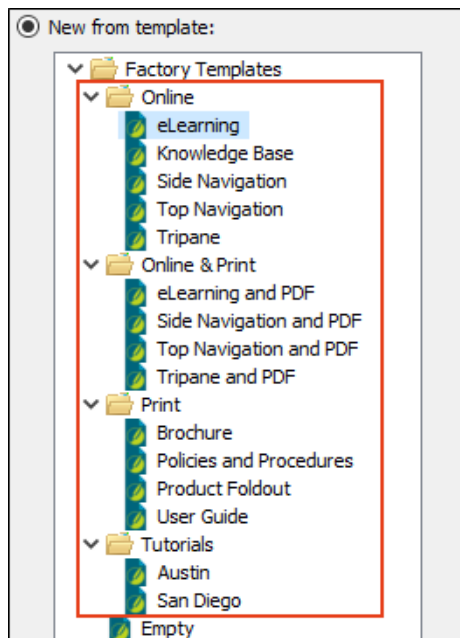 New from template:
Factory Templates
Online
eLearning
Knowledge Base
Side Navigation
Top Navigation
Tripane
Online & Print
eLearning and PDF
Side Navigation and PDF
Top Navigation and PDF
Tripane and PDF
Print
Brochure
Policies and Procedures
Product Foldout
User Guide
Tutorials
Austin
San Diego
Empty